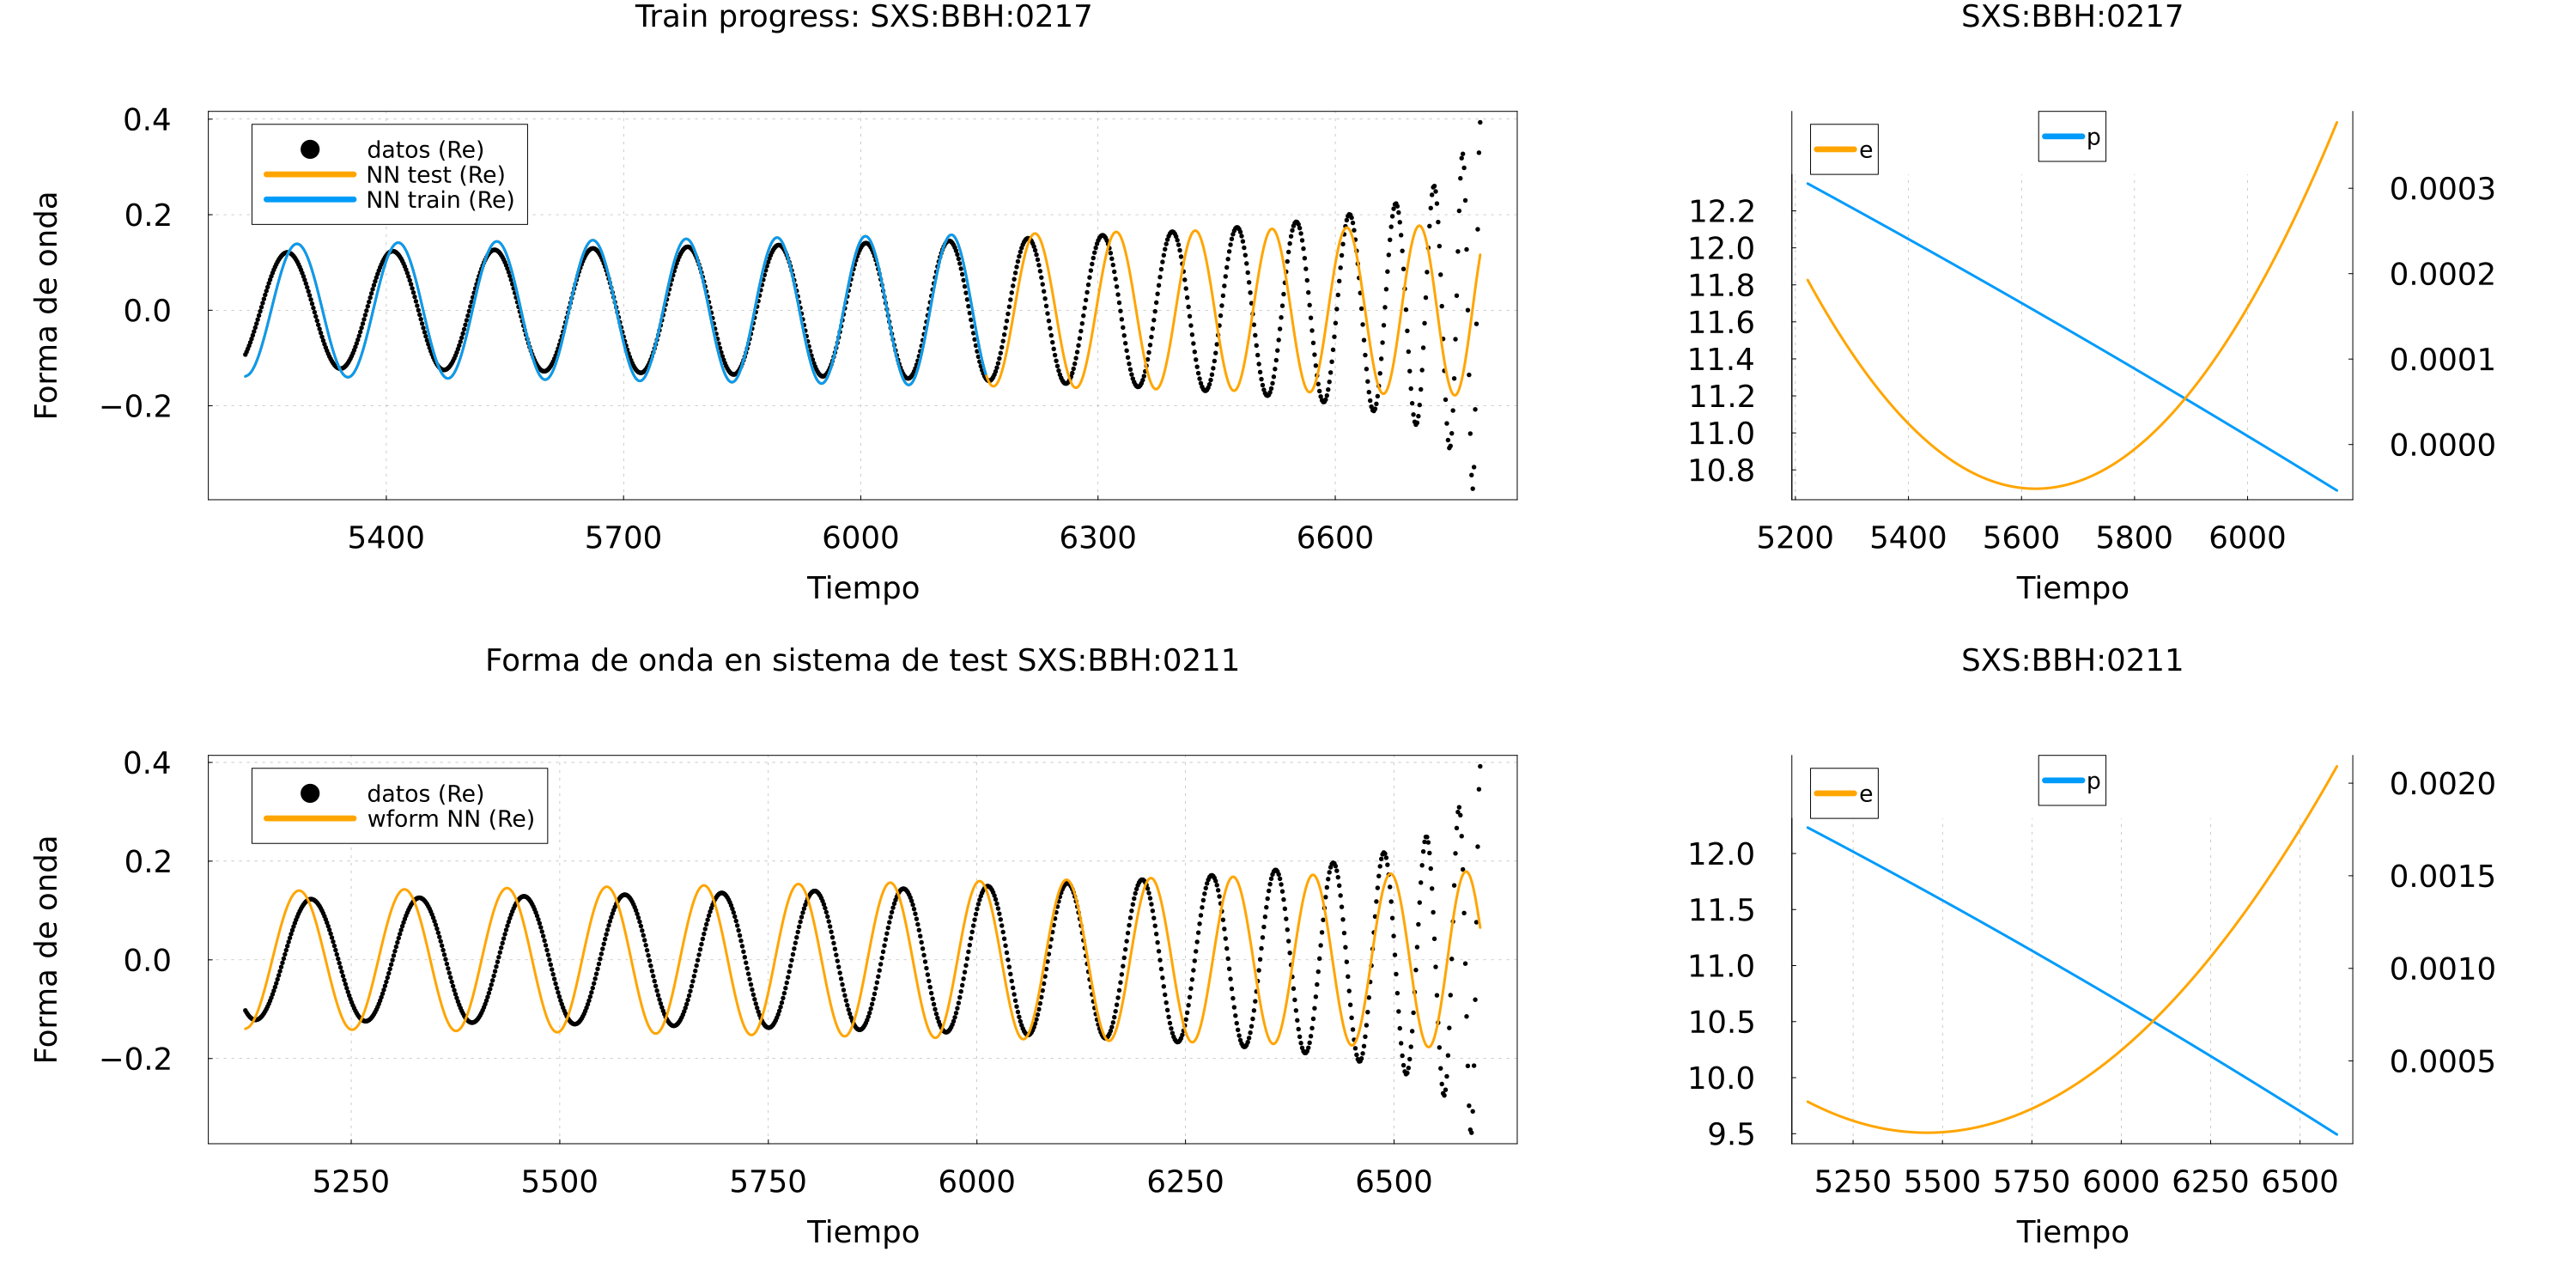 Train progress: SXS:BBH:0217
SXS:BBH:0217
Forma de onda
0.4
0.2
0.0
−0.2
datos (Re)
NN test (Re)
NN train (Re)
5400 5700 6000 6300 6600
Tiempo
e
p
12.2
12.0
11.8
11.6
11.4
11.2
11.0
10.8
0.0003
0.0002
0.0001
0.0000
5200 5400 5600 5800 6000
Tiempo
Forma de onda en sistema de test SXS:BBH:0211
SXS:BBH:0211
Forma de onda
0.4
0.2
0.0
−0.2
datos (Re)
wform NN (Re)
5250 5500 5750 6000 6250 6500
Tiempo
e
p
12.0
11.5
11.0
10.5
10.0
9.5
0.0020
0.0015
0.0010
0.0005
5250 5500 5750 6000 6250 6500
Tiempo